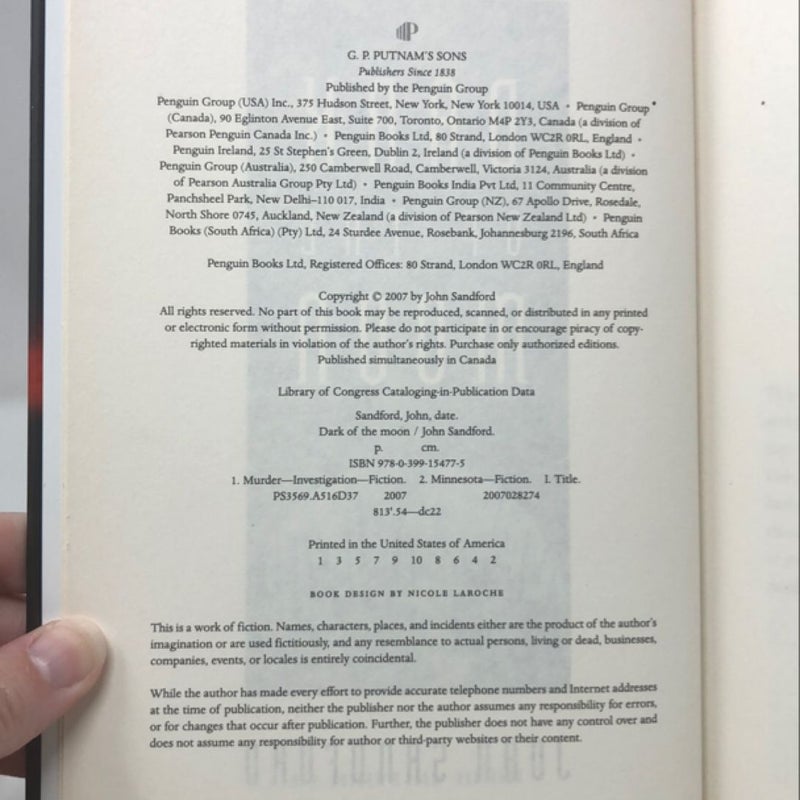 P
G. P. PUTNAM'S SONS
Publishers Since 1838
Published by the Penguin Group
Penguin Group (USA) Inc., 375 Hudson Street, New York, New York 10014, USA • Penguin Group
(Canada), 90 Eglinton Avenue East, Suite 700, Toronto, Ontario M4P 2Y3, Canada (a division of
Pearson Penguin Canada Inc.) • Penguin Books Ltd, 80 Strand, London WC2R 0RL, England •
Penguin Ireland, 25 St Stephen's Green, Dublin 2, Ireland (a division of Penguin Books Ltd) •
Penguin Group (Australia), 250 Camberwell Road, Camberwell, Victoria 3124, Australia (a division
of Pearson Australia Group Pty Ltd) • Penguin Books India Pvt Ltd, 11 Community Centre,
Panchsheel Park, New Delhi–110 017, India • Penguin Group (NZ), 67 Apollo Drive, Rosedale,
North Shore 0745, Auckland, New Zealand (a division of Pearson New Zealand Ltd) • Penguin
Books (South Africa) (Pty) Ltd, 24 Sturdee Avenue, Rosebank, Johannesburg 2196, South Africa
Penguin Books Ltd, Registered Offices: 80 Strand, London WC2R 0RL, England
Copyright © 2007 by John Sandford
All rights reserved. No part of this book may be reproduced, scanned, or distributed in any printed
or electronic form without permission. Please do not participate in or encourage piracy of copy-
righted materials in violation of the author's rights. Purchase only authorized editions.
Published simultaneously in Canada
Library of Congress Cataloging-in-Publication Data
Sandford, John, date.
Dark of the moon / John Sandford.
p. cm.
ISBN 978-0-399-15477-5
1. Murder—Investigation—Fiction. 2. Minnesota—Fiction. I. Title.
PS3569.A516D37 2007 2007028274
813'.54—dc22
Printed in the United States of America
1 3 5 7 9 10 8 6 4 2
BOOK DESIGN BY NICOLE LAROCHE
This is a work of fiction. Names, characters, places, and incidents either are the product of the author's
imagination or are used fictitiously, and any resemblance to actual persons, living or dead, businesses,
companies, events, or locales is entirely coincidental.
While the author has made every effort to provide accurate telephone numbers and Internet addresses
at the time of publication, neither the publisher nor the author assumes any responsibility for errors,
or for changes that occur after publication. Further, the publisher does not have any control over and
does not assume any responsibility for author or third-party websites or their content.